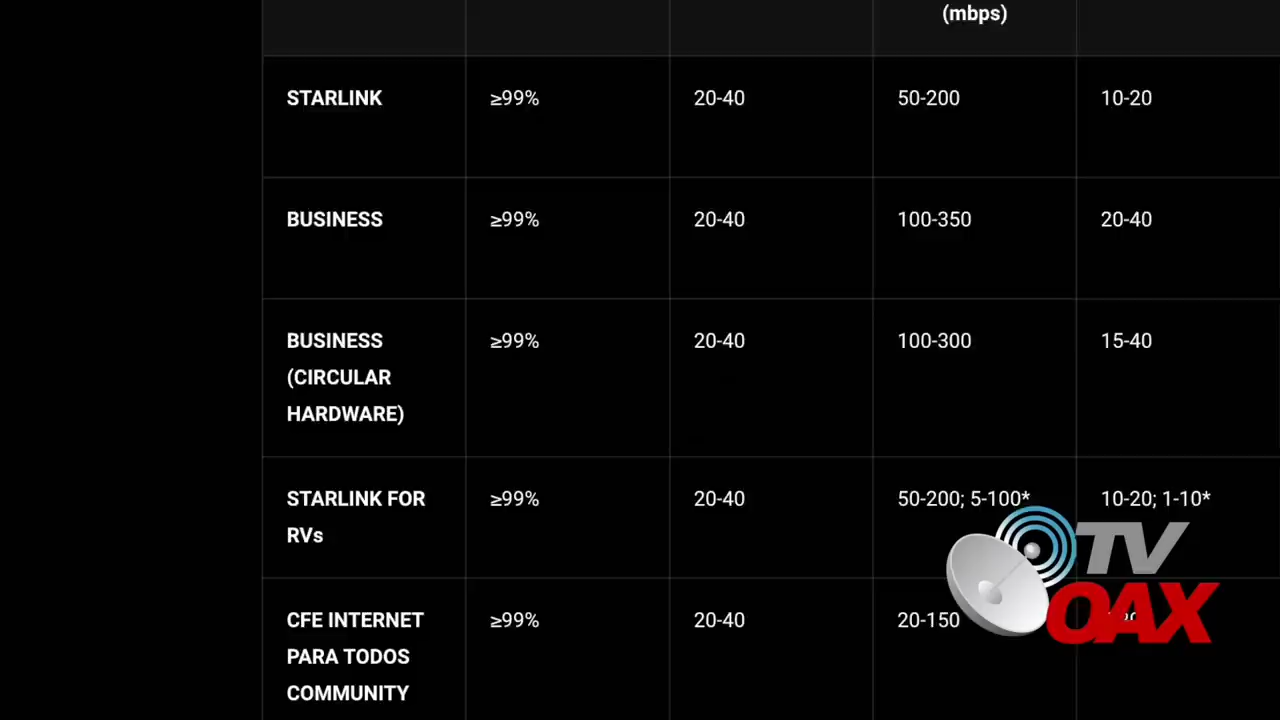 (mbps)
STARLINK ≥99% 20-40 50-200 10-20
BUSINESS ≥99% 20-40 100-350 20-40
BUSINESS ≥99% 20-40 100-300 15-40
(CIRCULAR
HARDWARE)
STARLINK FOR ≥99% 20-40 50-200; 5-100* 10-20; 1-10*
RVs
TV
OAX
CFE INTERNET ≥99% 20-40 20-150
PARA TODOS
COMMUNITY